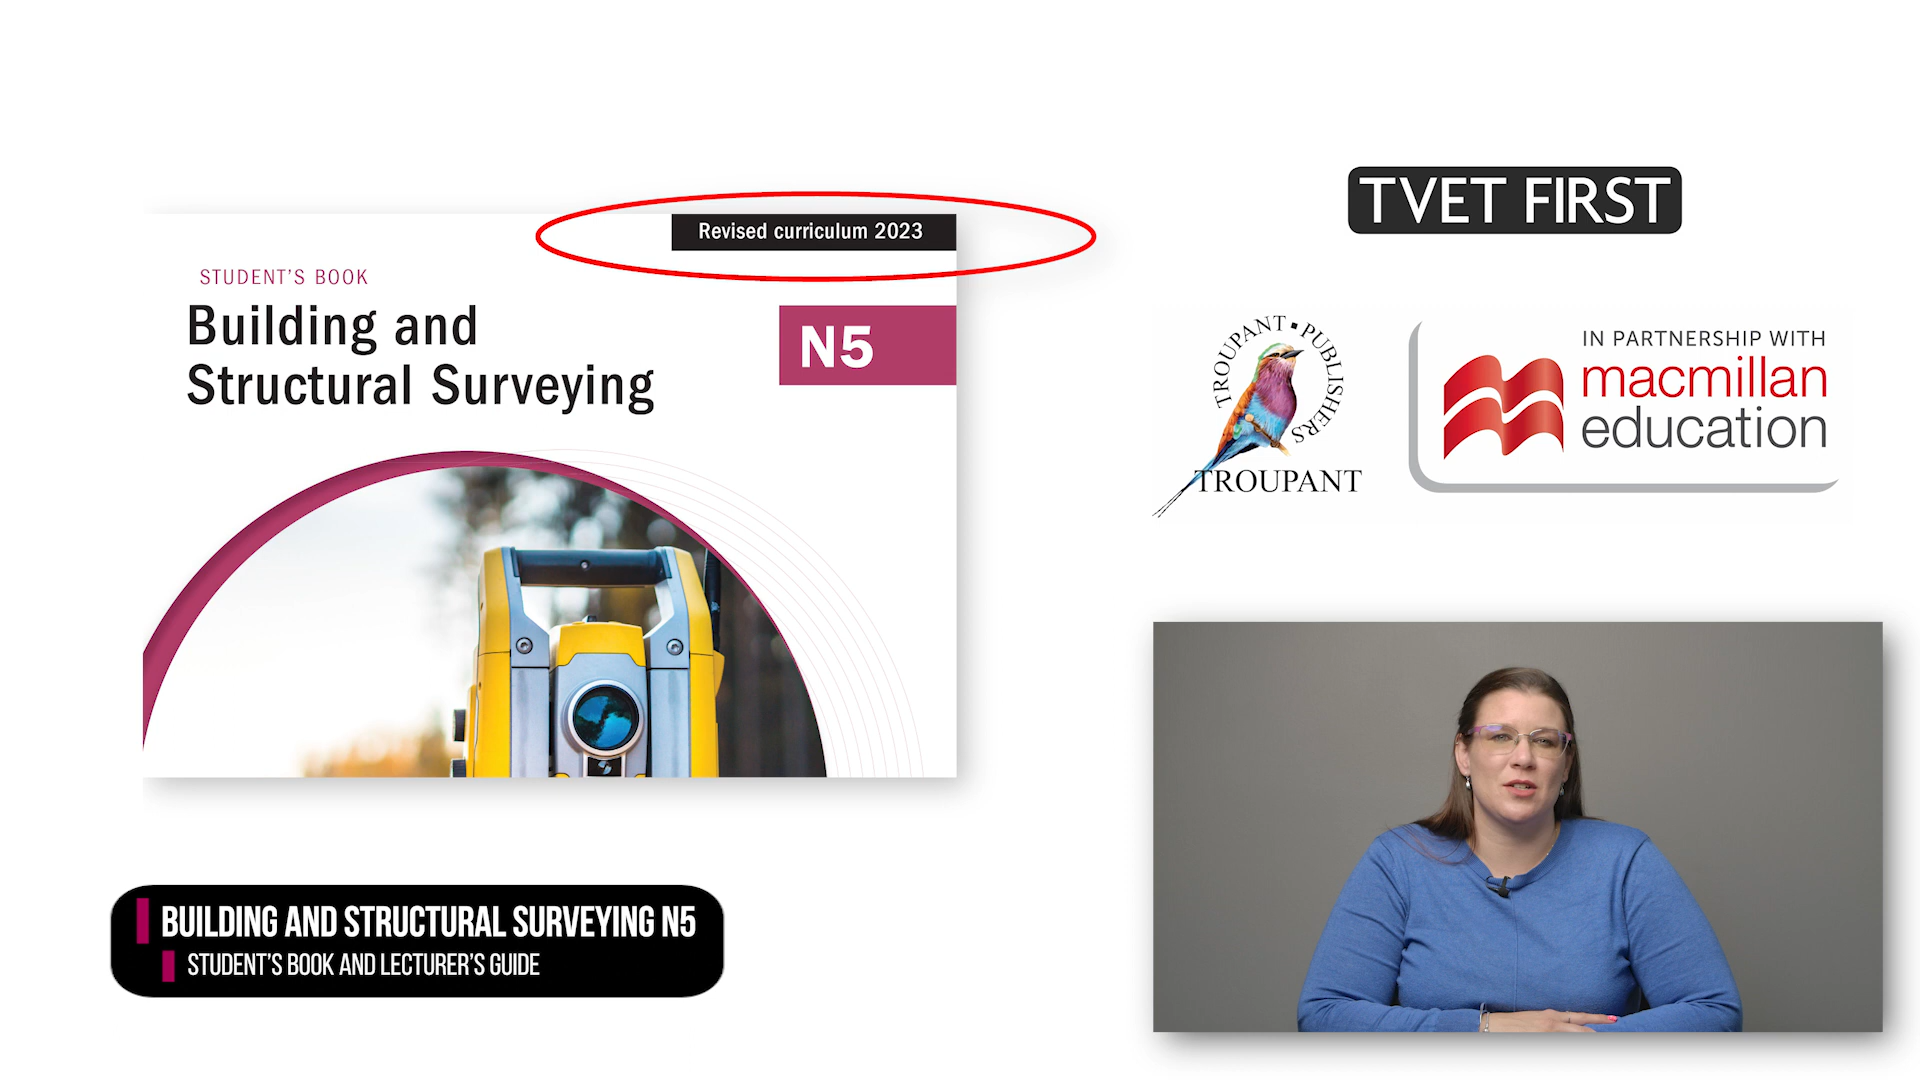 Revised curriculum 2023
STUDENT'S BOOK
Building and
Structural Surveying
N5
TVET FIRST
TROUPANT▪PUBLISHERS
TROUPANT
IN PARTNERSHIP WITH
macmillan
education
BUILDING AND STRUCTURAL SURVEYING N5
STUDENT'S BOOK AND LECTURER'S GUIDE